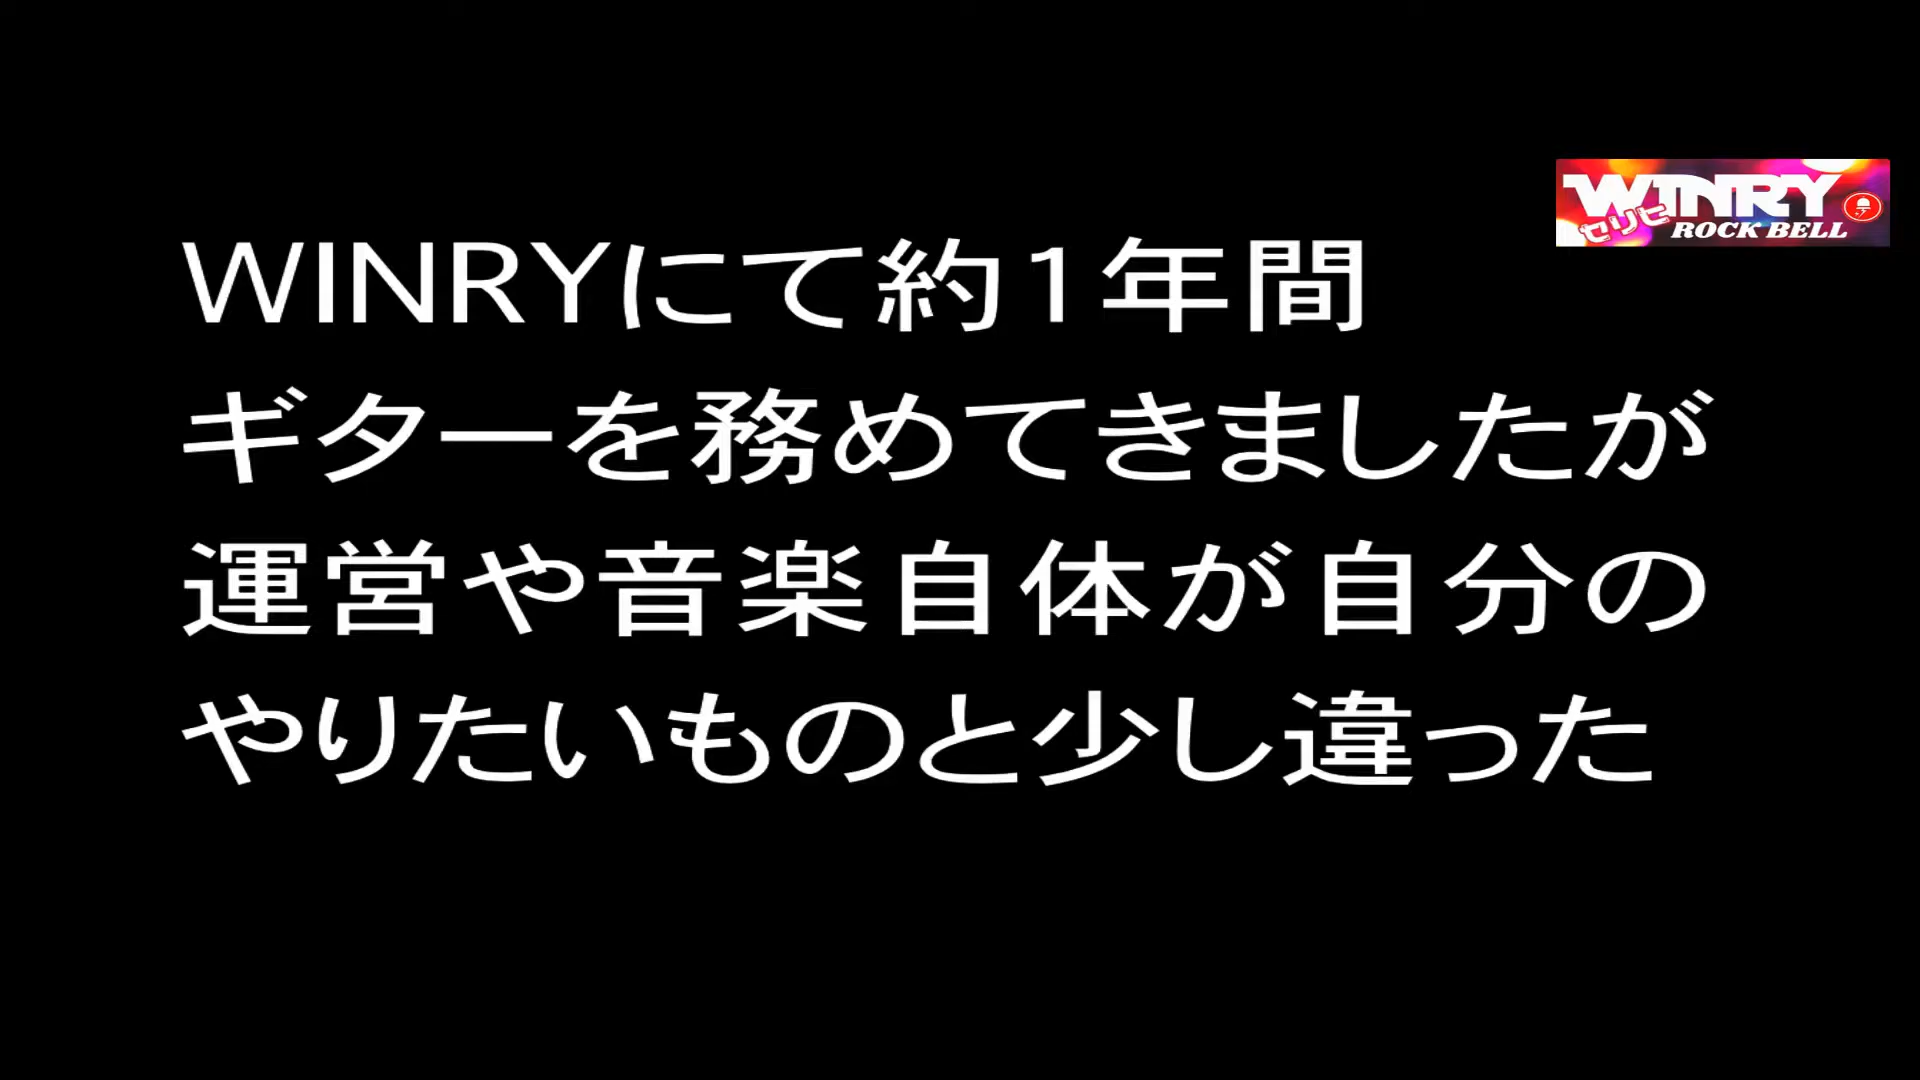 WINRY
セリヒ
ROCK BELL
WINRYにて約1年間
ギターを務めてきましたが
運営や音楽自体が自分の
やりたいものと少し違った